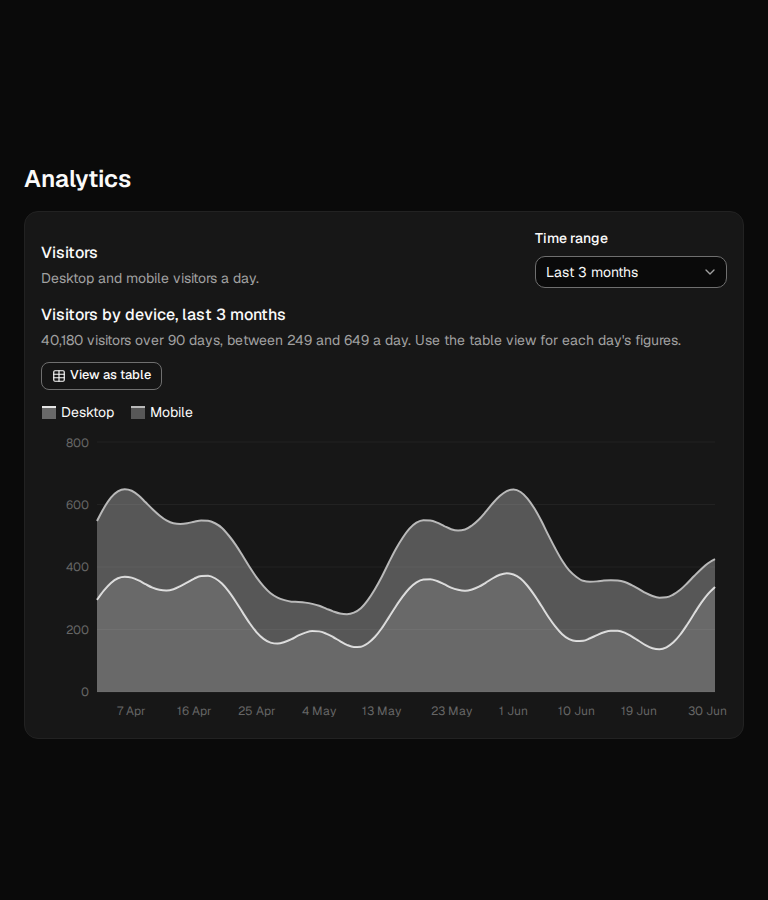 Analytics
Visitors
Desktop and mobile visitors a day.
Time range
Last 3 months
Visitors by device, last 3 months
40,180 visitors over 90 days, between 249 and 649 a day. Use the table view for each day's figures.
View as table
Desktop Mobile
800
600
400
200
0
7 Apr 16 Apr 25 Apr 4 May 13 May 23 May 1 Jun 10 Jun 19 Jun 30 Jun